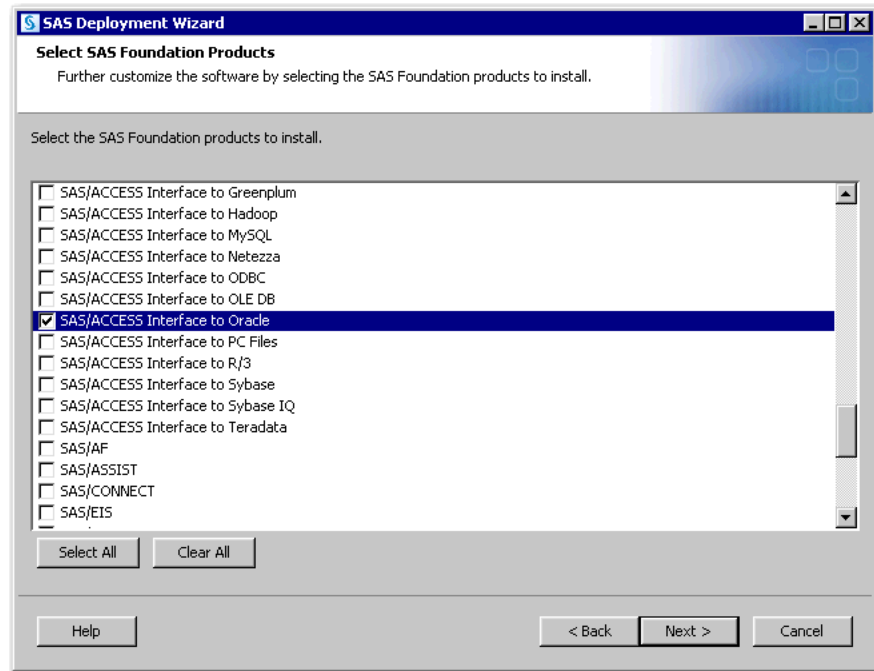 SAS Deployment Wizard
Select SAS Foundation Products
Further customize the software by selecting the SAS Foundation products to install.
Select the SAS Foundation products to install.
SAS/ACCESS Interface to Greenplum
SAS/ACCESS Interface to Hadoop
SAS/ACCESS Interface to MySQL
SAS/ACCESS Interface to Netezza
SAS/ACCESS Interface to ODBC
SAS/ACCESS Interface to OLE DB
SAS/ACCESS Interface to Oracle
SAS/ACCESS Interface to PC Files
SAS/ACCESS Interface to R/3
SAS/ACCESS Interface to Sybase
SAS/ACCESS Interface to Sybase IQ
SAS/ACCESS Interface to Teradata
SAS/AF
SAS/ASSIST
SAS/CONNECT
SAS/EIS
Select All Clear All
Help < Back Next > Cancel